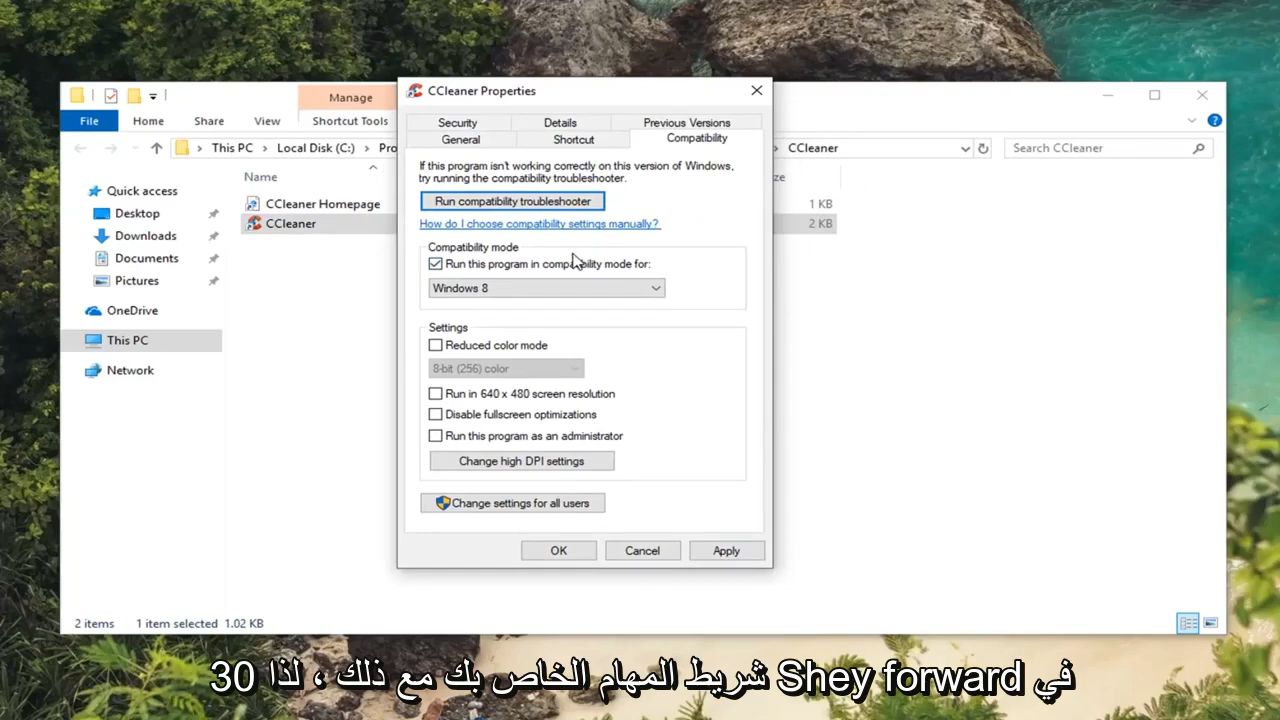 CCleaner Properties
Manage
File Home Share View Shortcut Tools
Security Details Previous Versions
General Shortcut Compatibility
This PC Local Disk (C:) Pro
CCleaner
Search CCleaner
If this program isn't working correctly on this version of Windows,
try running the compatibility troubleshooter.
Name
ze
Run compatibility troubleshooter
Quick access
Desktop
Downloads
Documents
Pictures
OneDrive
This PC
Network
CCleaner Homepage
1 KB
CCleaner
2 KB
How do I choose compatibility settings manually?
Compatibility mode
Run this program in compatibility mode for:
Windows 8
Settings
Reduced color mode
8-bit (256) color
Run in 640 x 480 screen resolution
Disable fullscreen optimizations
Run this program as an administrator
Change high DPI settings
Change settings for all users
OK Cancel Apply
2 items 1 item selected 1.02 KB
في Shey forward شريط المهام الخاص بك مع ذلك ، لذا 30